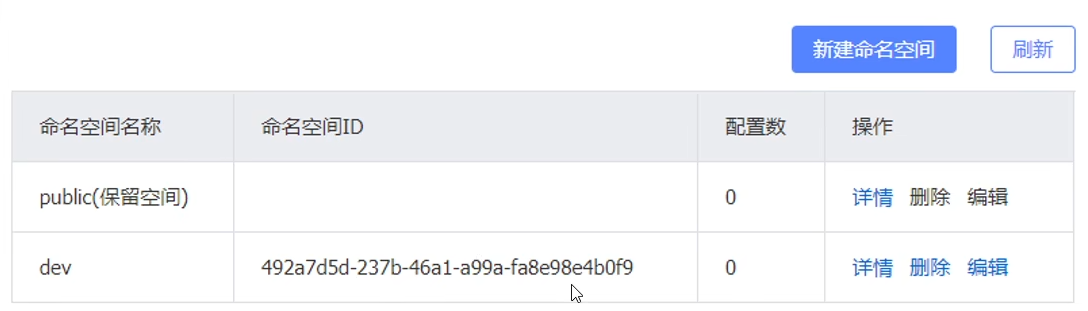 新建命名空间 刷新
命名空间名称 命名空间ID 配置数 操作
public(保留空间) 0 详情 删除 编辑
dev 492a7d5d-237b-46a1-a99a-fa8e98e4b0f9 0 详情 删除 编辑